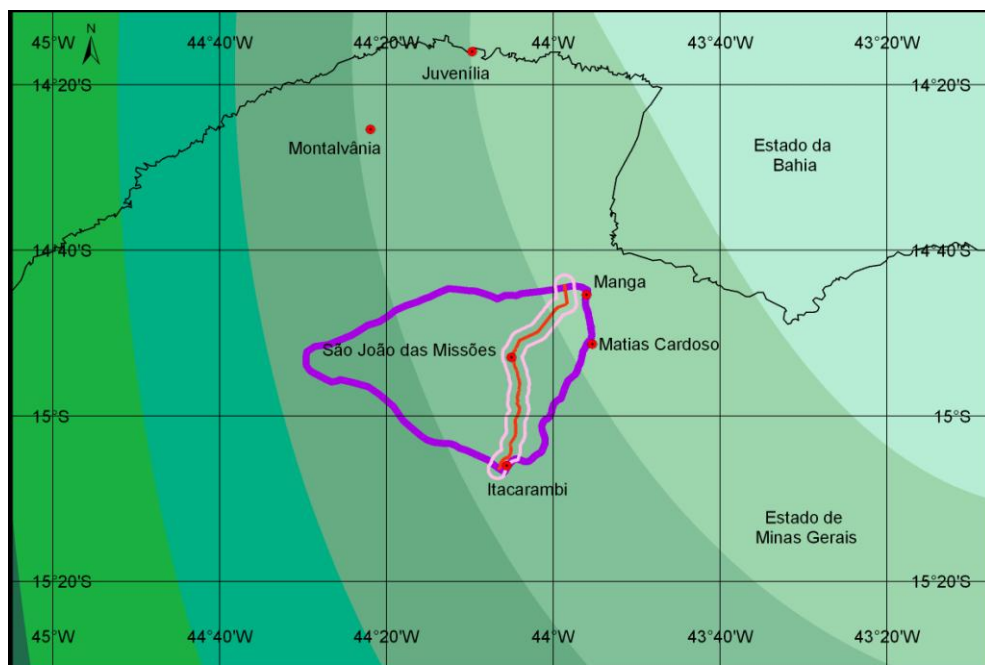 45°W
44°40'W
44°20'W
44°W
43°40'W
43°20'W
N
Juvenília
14°20'S
14°20'S
Montalvânia
Estado da
Bahia
14°40'S
14°40'S
Manga
São João das Missões
Matias Cardoso
15°S
15°S
Itacarambi
Estado de
Minas Gerais
15°20'S
15°20'S
45°W
44°40'W
44°20'W
44°W
43°40'W
43°20'W